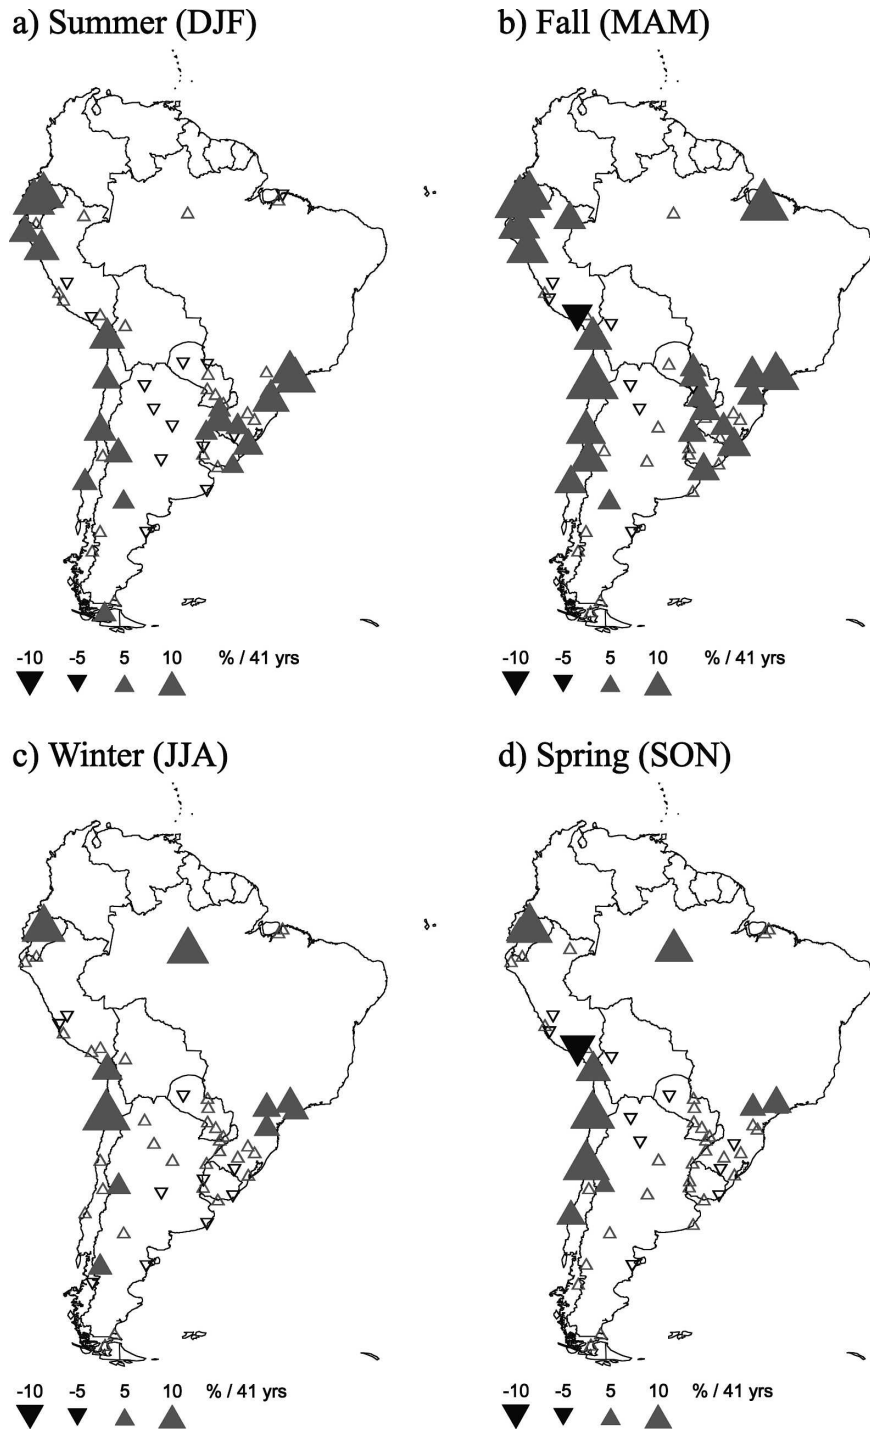 a) Summer (DJF)
b) Fall (MAM)
-10 -5 5 10 % / 41 yrs
-10 -5 5 10 % / 41 yrs
c) Winter (JJA)
d) Spring (SON)
-10 -5 5 10 % / 41 yrs
-10 -5 5 10 % / 41 yrs